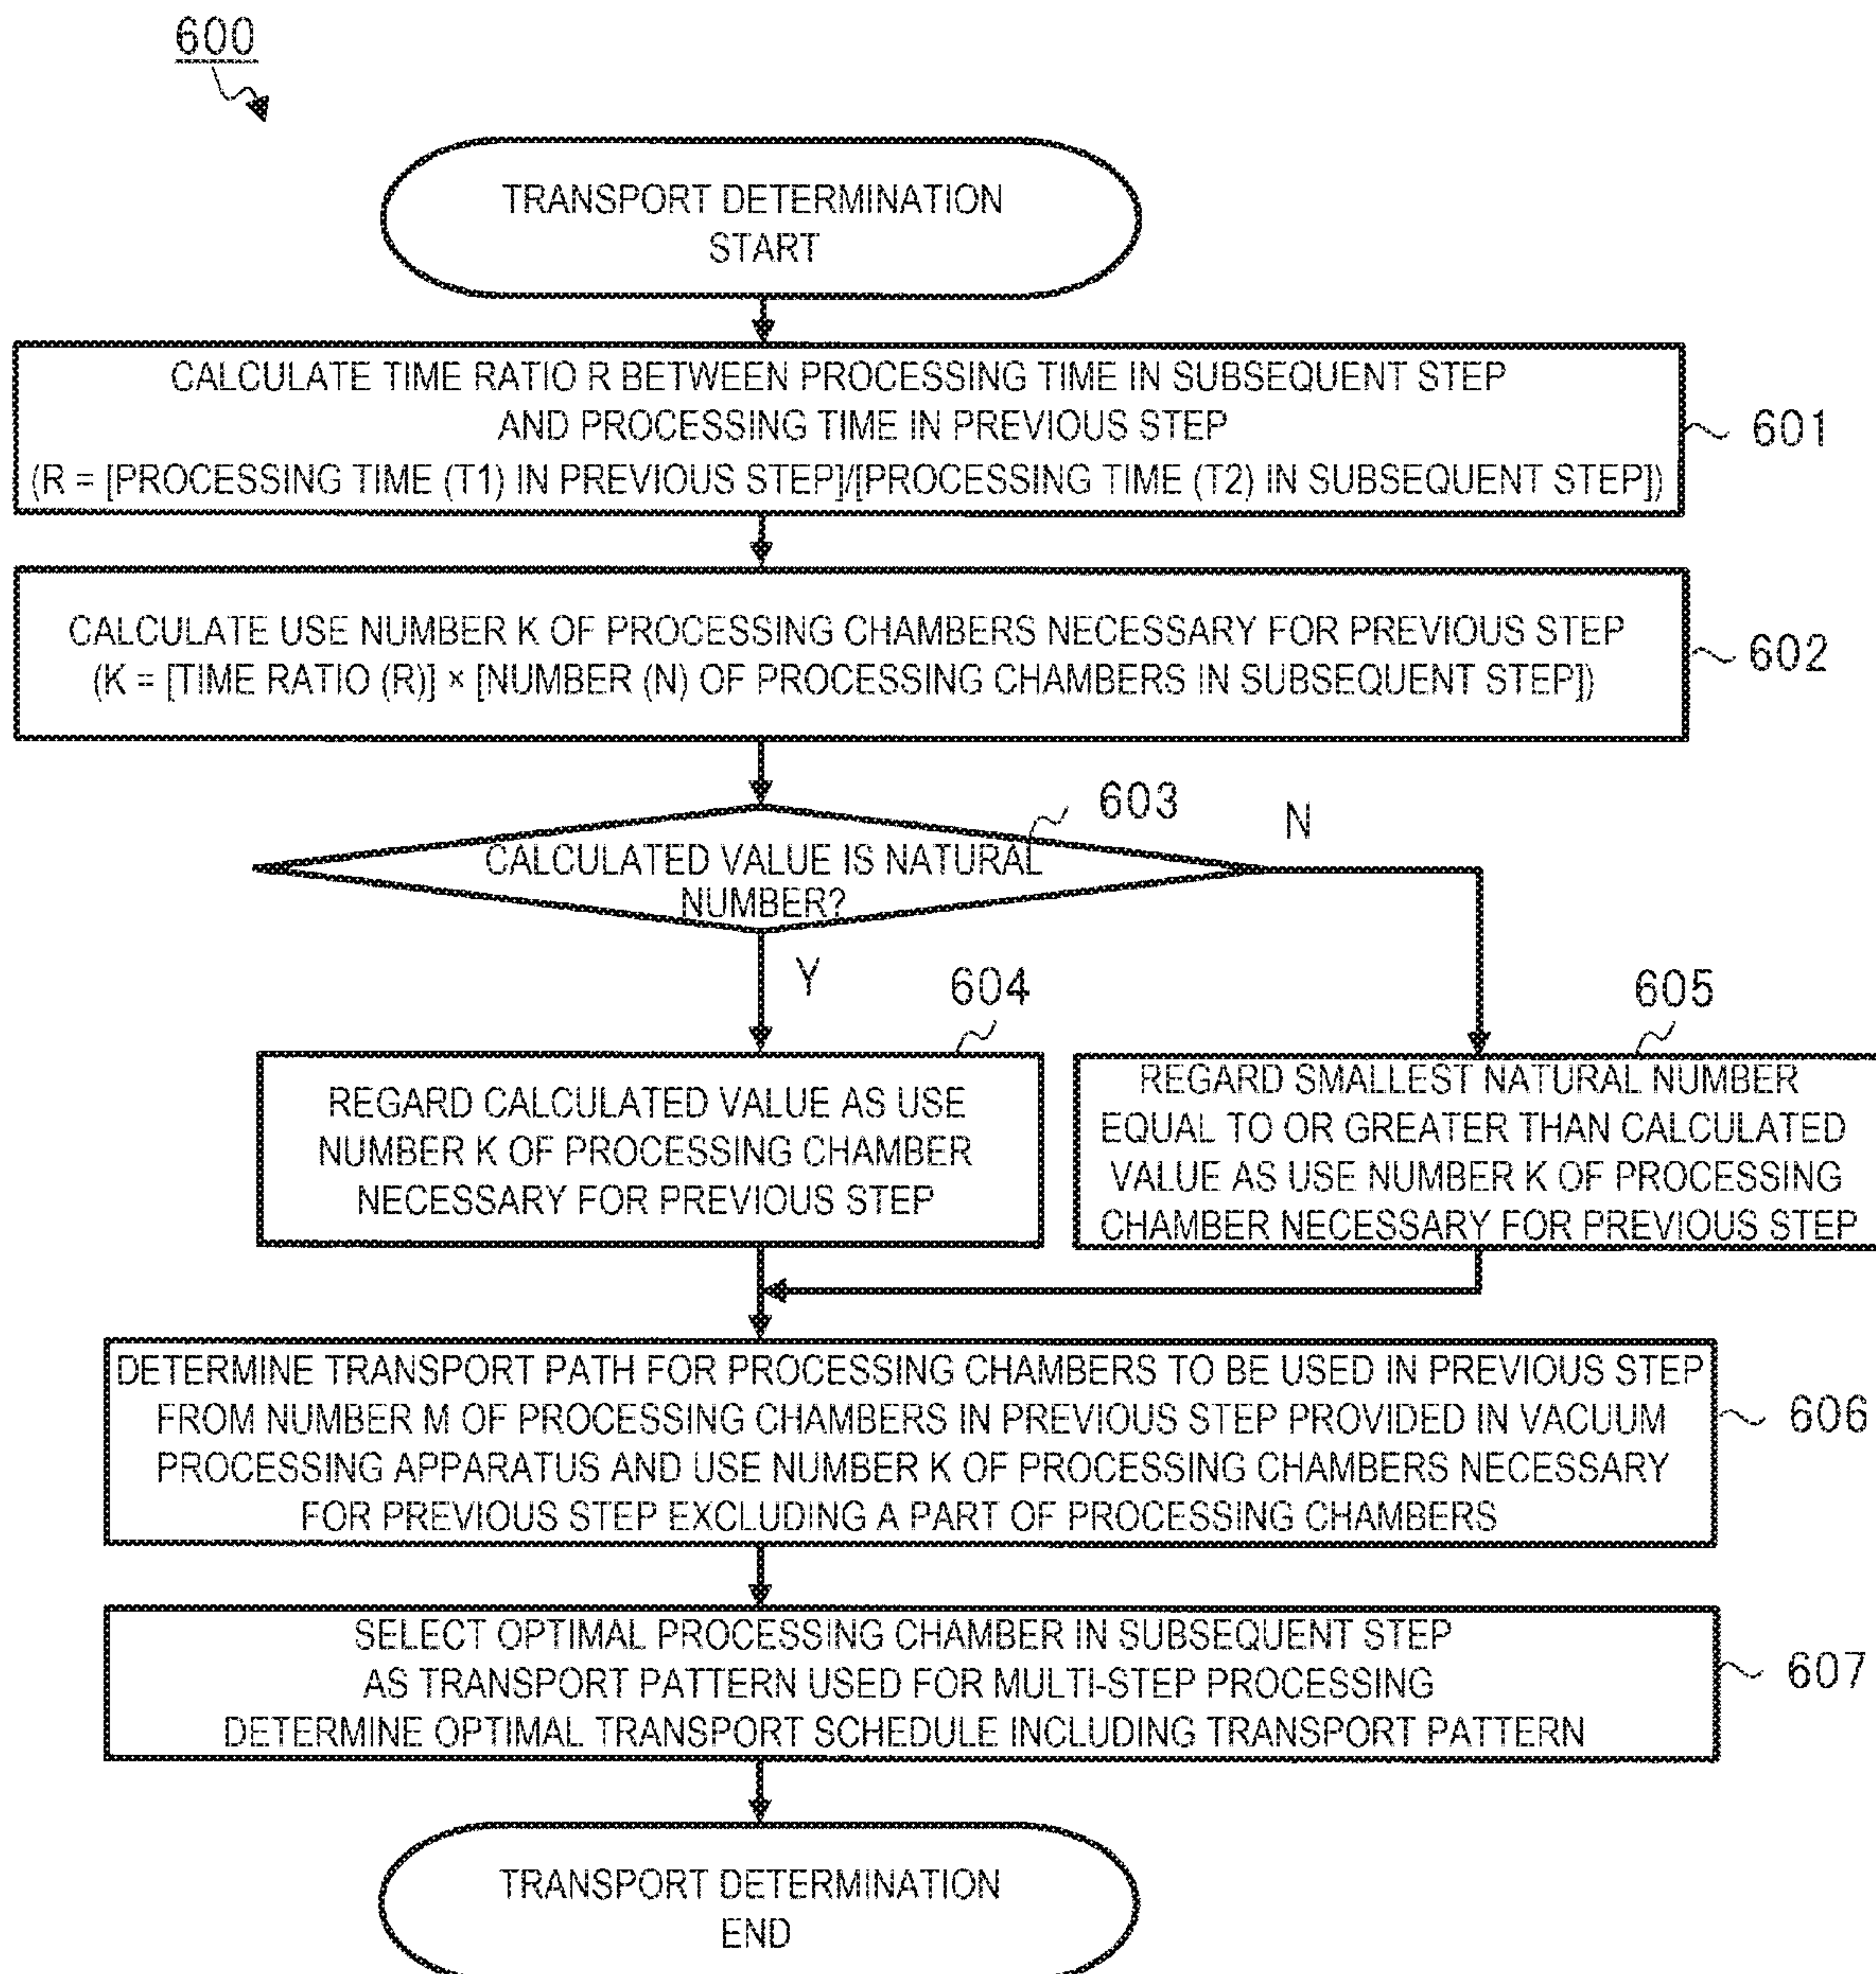 600
TRANSPORT DETERMINATION
START
CALCULATE TIME RATIO R BETWEEN PROCESSING TIME IN SUBSEQUENT STEP
AND PROCESSING TIME IN PREVIOUS STEP
(R = [PROCESSING TIME (T1) IN PREVIOUS STEP]/[PROCESSING TIME (T2) IN SUBSEQUENT STEP])
601
CALCULATE USE NUMBER K OF PROCESSING CHAMBERS NECESSARY FOR PREVIOUS STEP
(K = [TIME RATIO (R)] × [NUMBER (N) OF PROCESSING CHAMBERS IN SUBSEQUENT STEP])
602
603
N
CALCULATED VALUE IS NATURAL
NUMBER?
Y
604
REGARD CALCULATED VALUE AS USE
NUMBER K OF PROCESSING CHAMBER
NECESSARY FOR PREVIOUS STEP
605
REGARD SMALLEST NATURAL NUMBER
EQUAL TO OR GREATER THAN CALCULATED
VALUE AS USE NUMBER K OF PROCESSING
CHAMBER NECESSARY FOR PREVIOUS STEP
DETERMINE TRANSPORT PATH FOR PROCESSING CHAMBERS TO BE USED IN PREVIOUS STEP
FROM NUMBER M OF PROCESSING CHAMBERS IN PREVIOUS STEP PROVIDED IN VACUUM
PROCESSING APPARATUS AND USE NUMBER K OF PROCESSING CHAMBERS NECESSARY
FOR PREVIOUS STEP EXCLUDING A PART OF PROCESSING CHAMBERS
606
SELECT OPTIMAL PROCESSING CHAMBER IN SUBSEQUENT STEP
AS TRANSPORT PATTERN USED FOR MULTI-STEP PROCESSING
DETERMINE OPTIMAL TRANSPORT SCHEDULE INCLUDING TRANSPORT PATTERN
607
TRANSPORT DETERMINATION
END